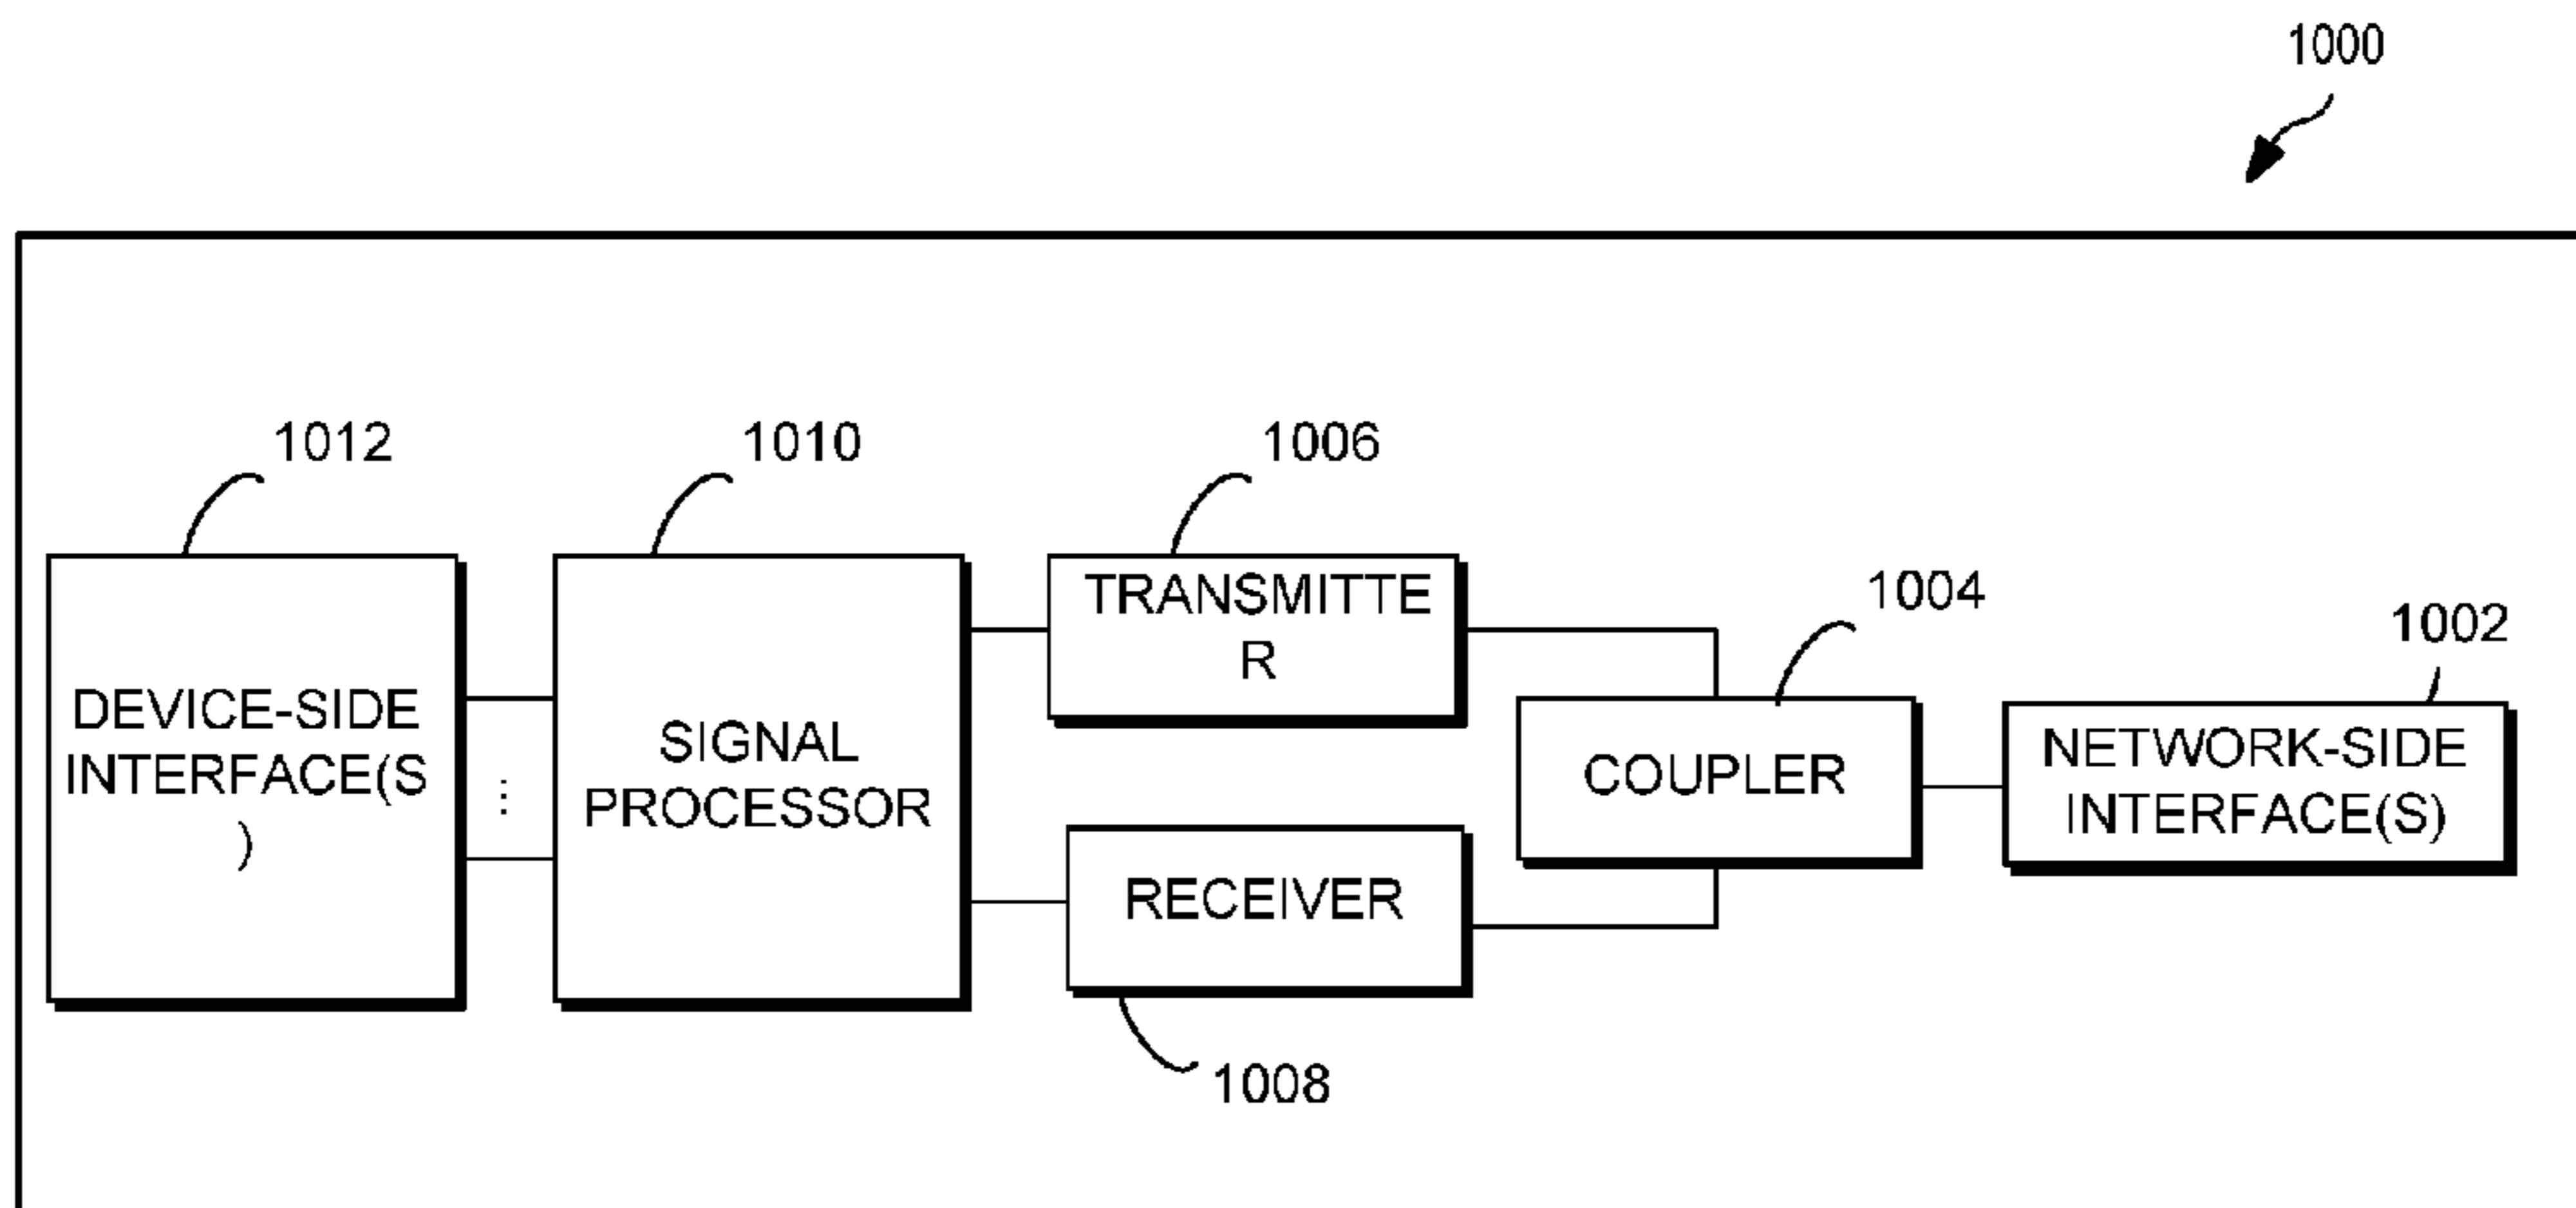 1000
1012
1010
1006
1004
1002
DEVICE-SIDE
INTERFACE(S
)
SIGNAL
PROCESSOR
TRANSMITTE
R
RECEIVER
COUPLER
NETWORK-SIDE
INTERFACE(S)
1008